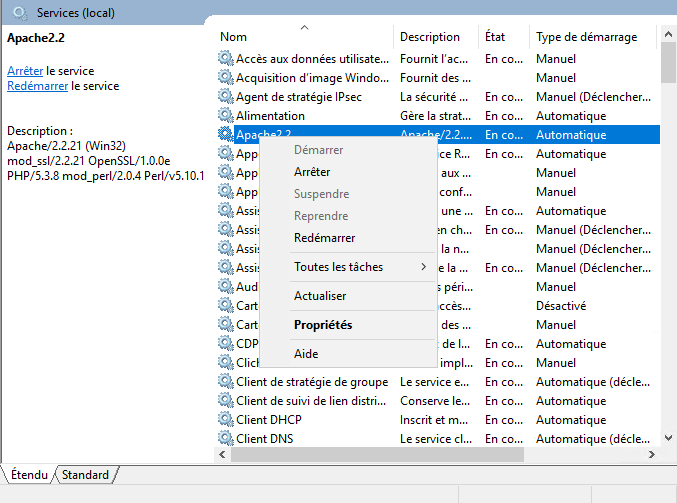 Services (local)
Apache2.2
Arrêter le service
Redémarrer le service
Description :
Apache/2.2.21 (Win32)
mod_ssl/2.2.21 OpenSSL/1.0.0e
PHP/5.3.8 mod_perl/2.0.4 Perl/v5.10.1
Nom Description État Type de démarrage
Accès aux données utilisate... Fournit l'ac... En co... Manuel
Acquisition d'image Windo... Fournit des ... Manuel
Agent de stratégie IPsec La sécurité ... En co... Manuel (Déclencher...
Alimentation Gère la strat... En co... Automatique
Apache2.2 Apache/2.2.... En co... Automatique
App ice R... En co... Automatique
App aux ... Manuel
App conf... Manuel
Assis une ... En co... Automatique
Assis en ch... En co... Manuel (Déclencher...
Assis la n... Manuel (Déclencher...
Assis e la ... En co... Manuel (Déclencher...
Aud péri... Manuel
Cart accès... Désactivé
Cart des ... Manuel
CDP t de l... En co... Automatique
Clich impl... En co... Manuel
Client de stratégie de groupe Le service e... En co... Automatique (décle...
Client de suivi de lien distri... Conserve le... En co... Automatique
Client DHCP Inscrit et m... En co... Automatique
Client DNS Le service cl... En co... Automatique (décle...
Démarrer
Arrêter
Suspendre
Reprendre
Redémarrer
Toutes les tâches
Actualiser
Propriétés
Aide
Étendu Standard